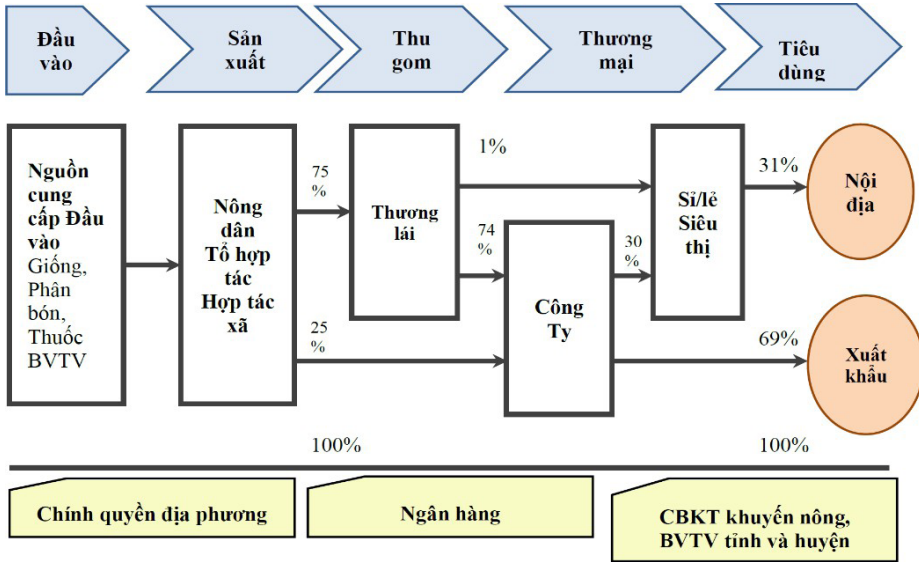 Đầu
vào
Sản
xuất
Thu
gom
Thương
mại
Tiêu
dùng
Nguồn
cung
cấp Đầu
vào
Giống,
Phân
bón,
Thuốc
BVTV
Nông
dân
Tổ hợp
tác
Hợp tác
xã
75
%
25
%
Thương
lái
1%
74
%
Công
Ty
30
%
Sỉ/lẻ
Siêu
thị
31%
69%
Nội
địa
Xuất
khẩu
100%
100%
Chính quyền địa phương
Ngân hàng
CBKT khuyến nông,
BVTV tỉnh và huyện